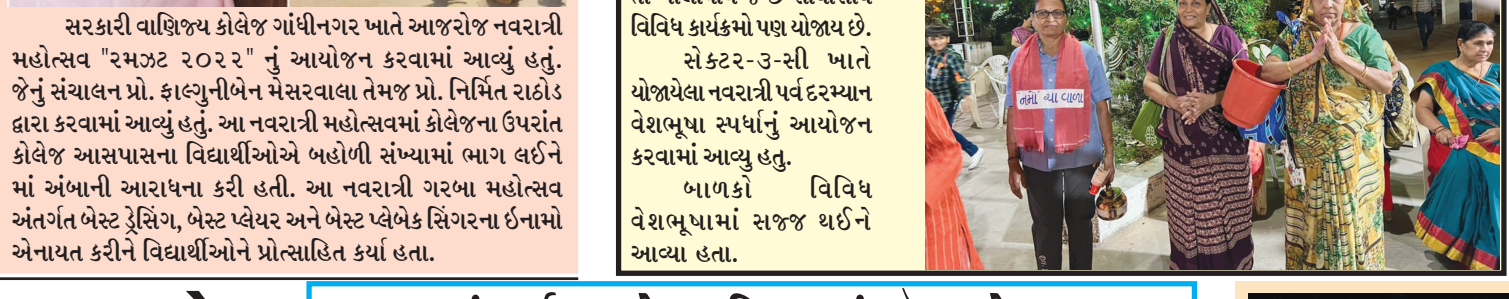 સરકારી વાણિજ્ય કોલેજ ગાંધીનગર ખાતે આજરોજ નવરાત્રી
મહોત્સવ "રમઝટ ૨૦૨૨" નું આયોજન કરવામાં આવ્યું હતું.
જેનું સંચાલન પ્રો. ફાલ્ગુનીબેન મેસરવાલા તેમજ પ્રો. નિર્મિત રાઠોડ
દ્વારા કરવામાં આવ્યું હતું. આ નવરાત્રી મહોત્સવમાં કોલેજના ઉપરાંત
કોલેજ આસપાસના વિદ્યાર્થીઓએ બહોળી સંખ્યામાં ભાગ લઈને
માં અંબાની આરાધના કરી હતી. આ નવરાત્રી ગરબા મહોત્સવ
અંતર્ગત બેસ્ટ ડ્રેસિંગ, બેસ્ટ પ્લેયર અને બેસ્ટ પ્લેબેક સિંગરના ઈનામો
એનાયત કરીને વિદ્યાર્થીઓને પ્રોત્સાહિત કર્યા હતા.
વિવિધ કાર્યક્રમો પણ યોજાય છે.
સેક્ટર-૩-સી ખાતે
યોજાયેલા નવરાત્રી પર્વ દરમ્યાન
વેશભૂષા સ્પર્ધાનું આયોજન
કરવામાં આવ્યુ હતુ.
બાળકો વિવિધ
વેશભૂષામાં સજ્જ થઈને
આવ્યા હતા.
નમો ચા વાળા